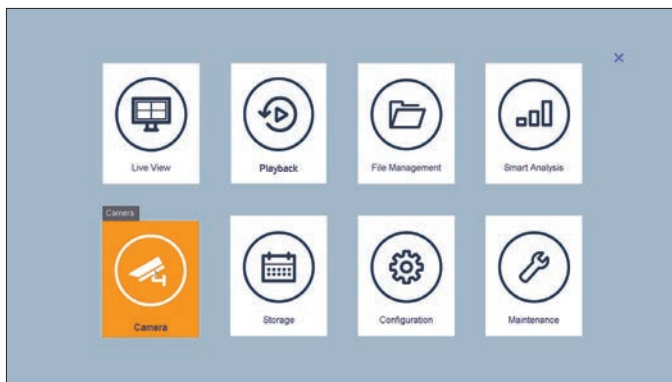 Live View
Playback
File Management
Smart Analysis
Camera
Camera
Storage
Configuration
Maintenance